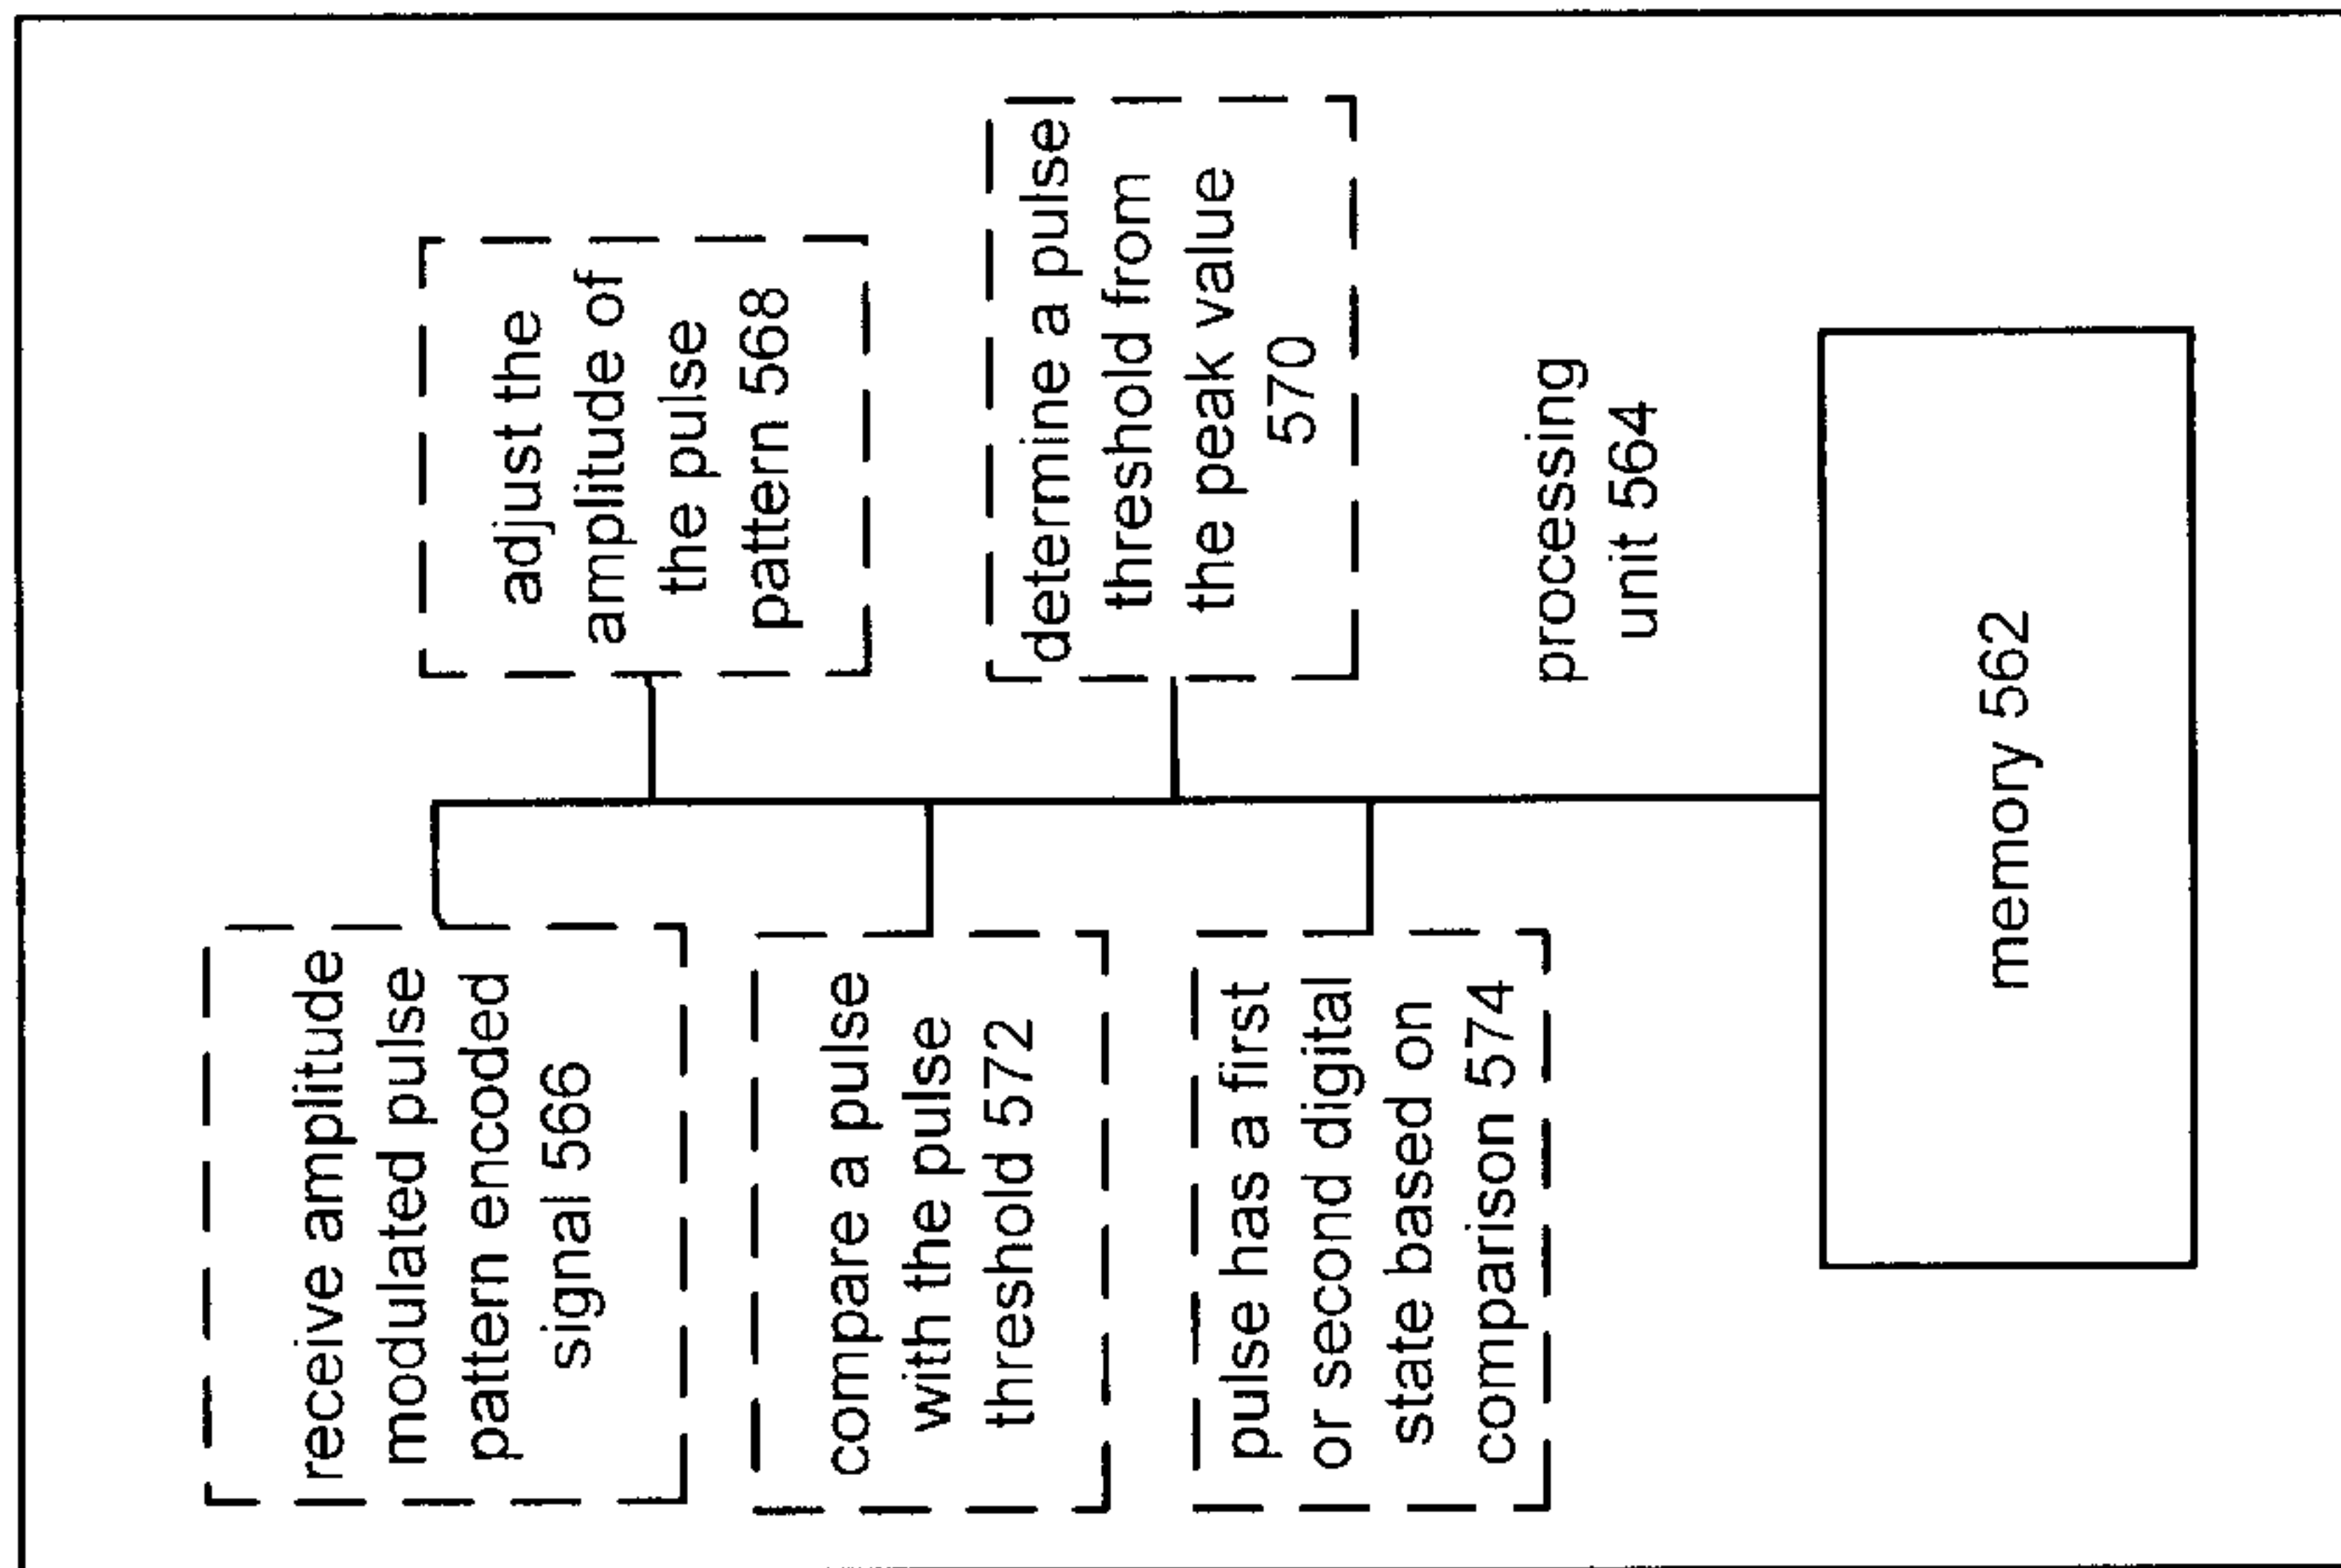 receive amplitude
modulated pulse
pattern encoded
signal 566
adjust the
amplitude of
the pulse
pattern 568
compare a pulse
with the pulse
threshold 572
determine a pulse
threshold from
the peak value
570
pulse has a first
or second digital
state based on
comparison 574
processing
unit 564
memory 562